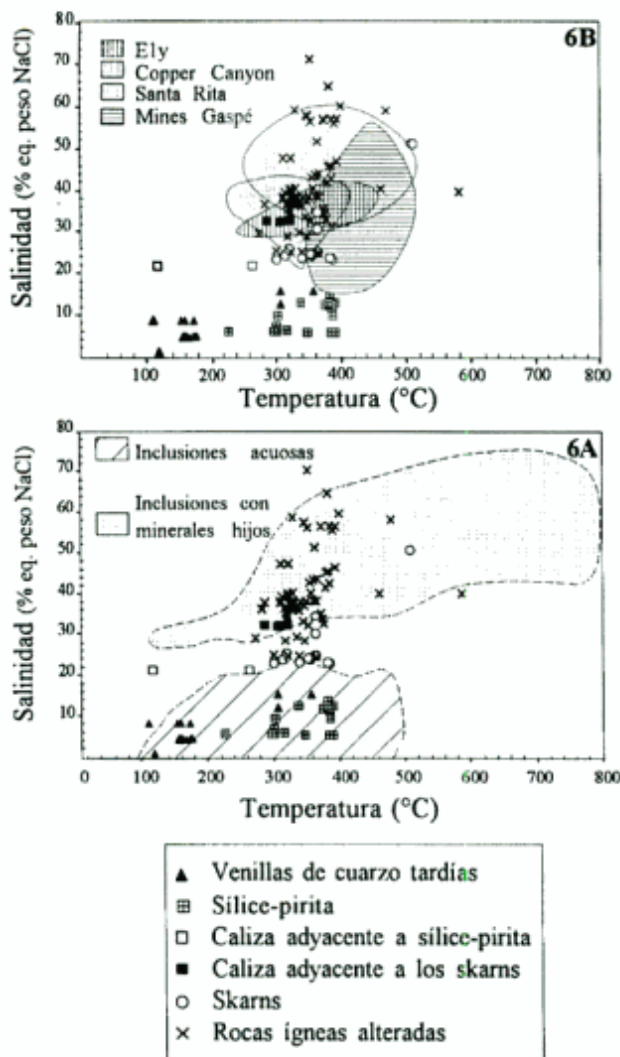 80
6B
Ely
70
Copper Canyon
60
Santa Rita
Mines Gaspé
50
40
30
20
10
Salinidad (% eq. peso NaCl)
100 200 300 400 500 600 700 800
Temperatura (°C)
80
6A
Inclusiones acuosas
70
60
Inclusiones con
minerales hijos
50
40
30
20
10
Salinidad (% eq. peso NaCl)
0 100 200 300 400 500 600 700 800
Temperatura (°C)
Venillas de cuarzo tardías
Sílice-pirita
Caliza adyacente a sílice-pirita
Caliza adyacente a los skarns
Skarns
Rocas ígneas alteradas